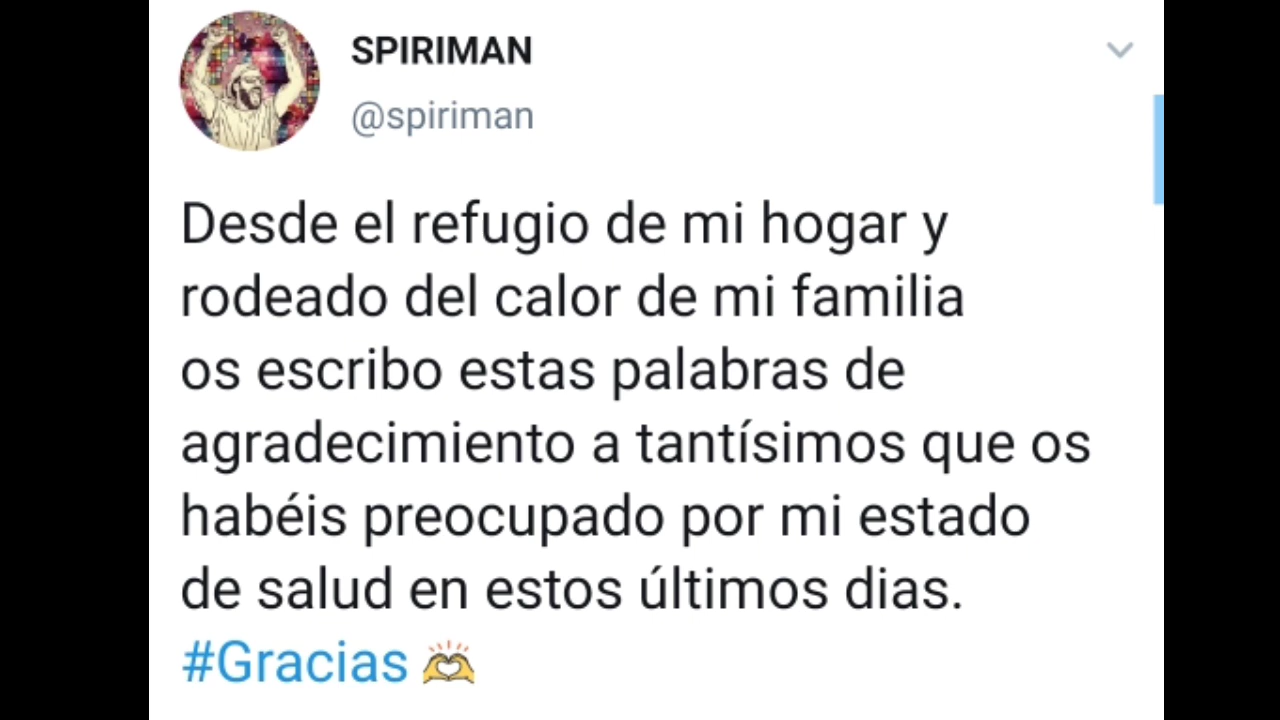 SPIRIMAN
@spiriman
Desde el refugio de mi hogar y
rodeado del calor de mi familia
os escribo estas palabras de
agradecimiento a tantísimos que os
habéis preocupado por mi estado
de salud en estos últimos dias.
#Gracias 🫶